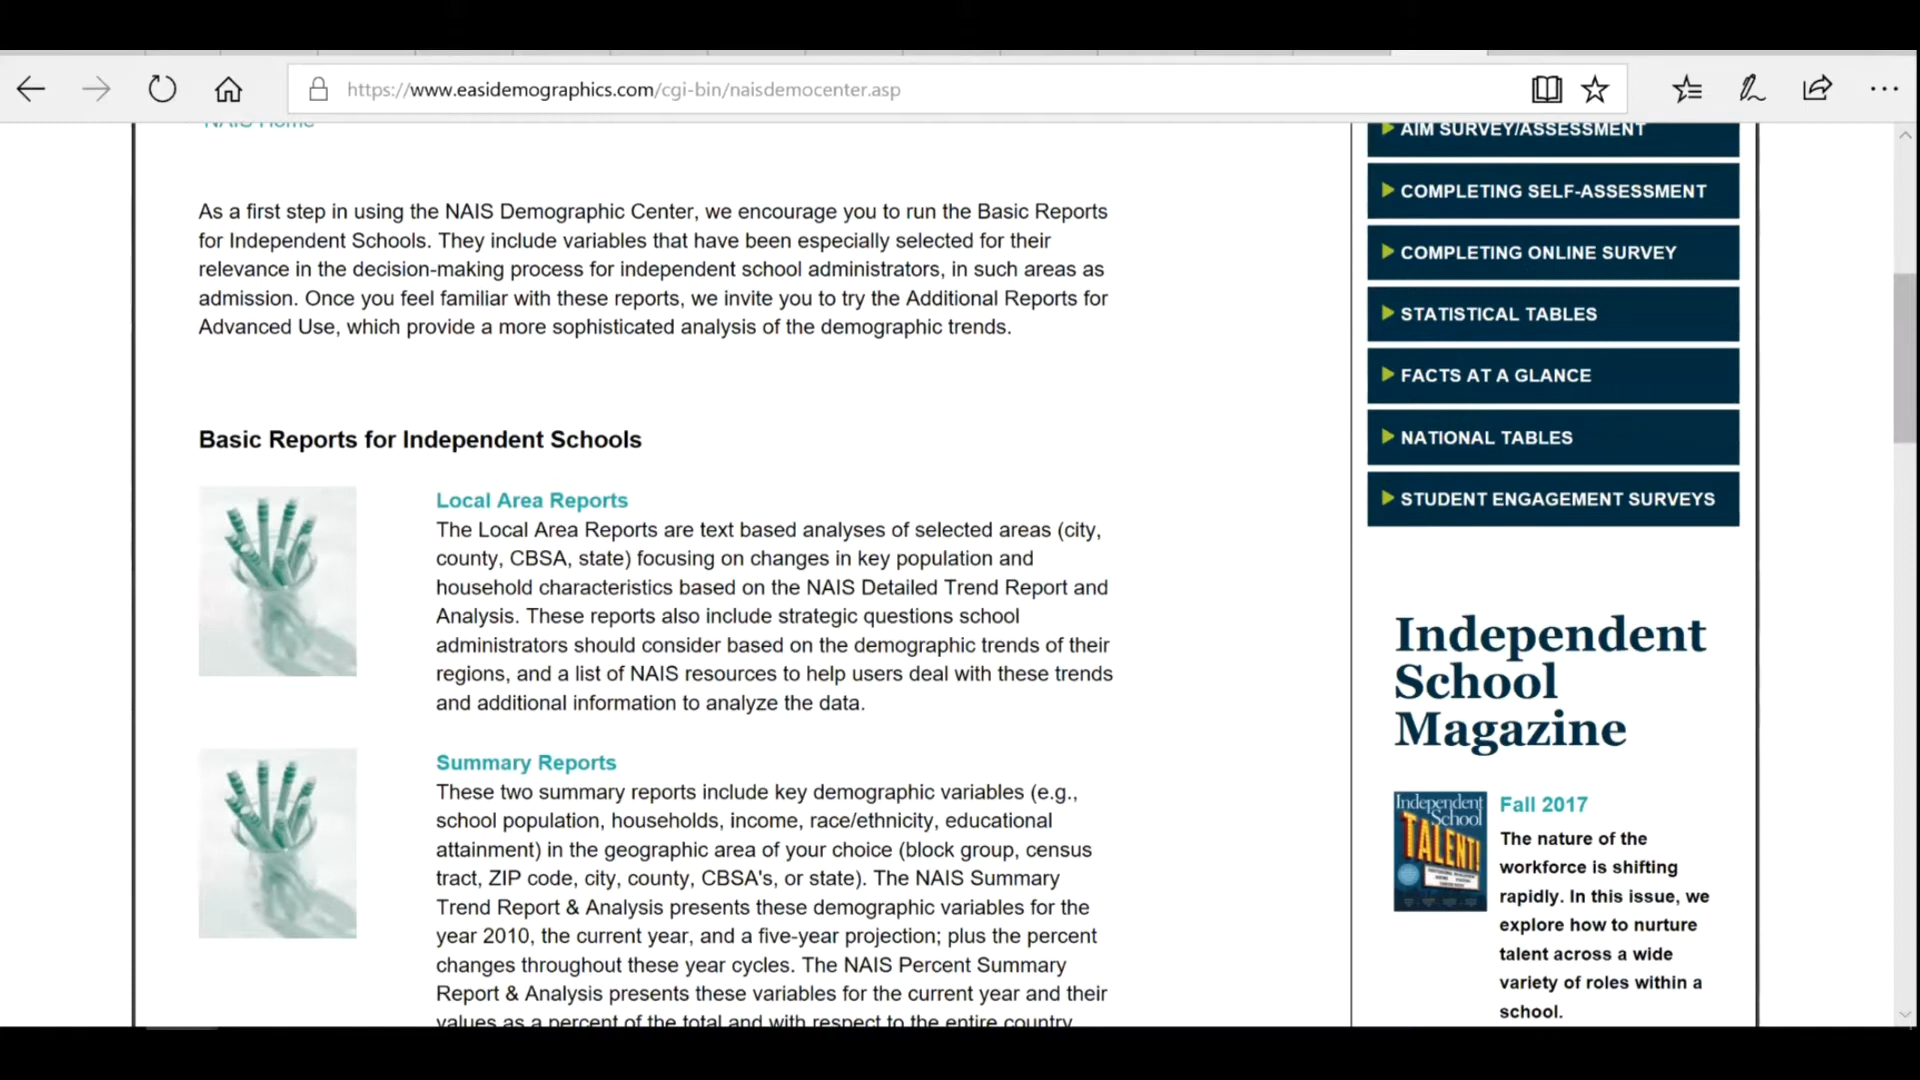 https://www.easidemographics.com/cgi-bin/naisdemocenter.asp
NAIS Home
As a first step in using the NAIS Demographic Center, we encourage you to run the Basic Reports
for Independent Schools. They include variables that have been especially selected for their
relevance in the decision-making process for independent school administrators, in such areas as
admission. Once you feel familiar with these reports, we invite you to try the Additional Reports for
Advanced Use, which provide a more sophisticated analysis of the demographic trends.
Basic Reports for Independent Schools
Local Area Reports
The Local Area Reports are text based analyses of selected areas (city,
county, CBSA, state) focusing on changes in key population and
household characteristics based on the NAIS Detailed Trend Report and
Analysis. These reports also include strategic questions school
administrators should consider based on the demographic trends of their
regions, and a list of NAIS resources to help users deal with these trends
and additional information to analyze the data.
Summary Reports
These two summary reports include key demographic variables (e.g.,
school population, households, income, race/ethnicity, educational
attainment) in the geographic area of your choice (block group, census
tract, ZIP code, city, county, CBSA's, or state). The NAIS Summary
Trend Report & Analysis presents these demographic variables for the
year 2010, the current year, and a five-year projection; plus the percent
changes throughout these year cycles. The NAIS Percent Summary
Report & Analysis presents these variables for the current year and their
values as a percent of the total and with respect to the entire country
AIM SURVEY/ASSESSMENT
COMPLETING SELF-ASSESSMENT
COMPLETING ONLINE SURVEY
STATISTICAL TABLES
FACTS AT A GLANCE
NATIONAL TABLES
STUDENT ENGAGEMENT SURVEYS
Independent
School
Magazine
Independent
School
TALENT!
Fall 2017
The nature of the
workforce is shifting
rapidly. In this issue, we
explore how to nurture
talent across a wide
variety of roles within a
school.